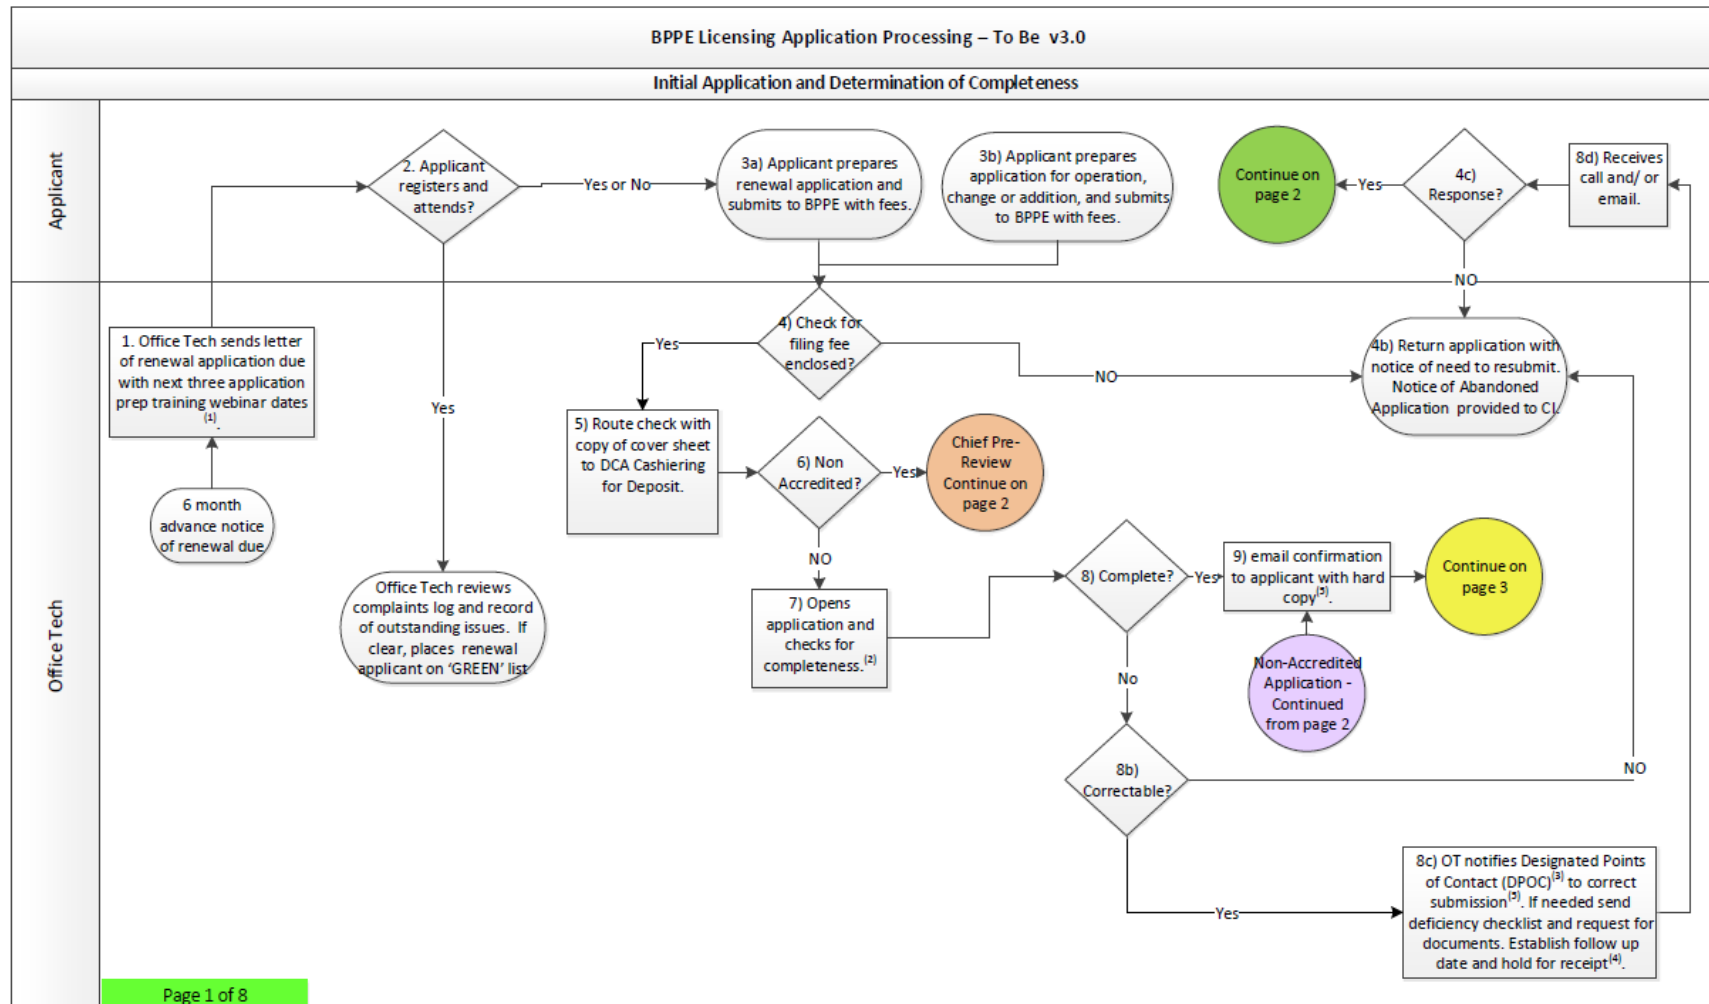 BPPE Licensing Application Processing – To Be v3.0
Initial Application and Determination of Completeness
Applicant
2. Applicant
registers and
attends?
Yes or No
3a) Applicant prepares
renewal application and
submits to BPPE with fees.
3b) Applicant prepares
application for operation,
change or addition, and submits
to BPPE with fees.
Continue on
page 2
Yes
4c)
Response?
8d) Receives
call and/ or
email.
NO
Office Tech
1. Office Tech sends letter
of renewal application due
with next three application
prep training webinar dates
(1).
6 month
advance notice
of renewal due
Yes
Office Tech reviews
complaints log and record
of outstanding issues. If
clear, places renewal
applicant on ‘GREEN’ list
4) Check for
filing fee
enclosed?
Yes
NO
4b) Return application with
notice of need to resubmit.
Notice of Abandoned
Application provided to CI.
5) Route check with
copy of cover sheet
to DCA Cashiering
for Deposit.
6) Non
Accredited?
Yes
Chief Pre-
Review
Continue on
page 2
NO
7) Opens
application and
checks for
completeness.(2)
8) Complete?
Yes
9) email confirmation
to applicant with hard
copy(5).
Continue on
page 3
Non-Accredited
Application -
Continued
from page 2
No
8b)
Correctable?
NO
Yes
8c) OT notifies Designated Points
of Contact (DPOC)(3) to correct
submission(5). If needed send
deficiency checklist and request for
documents. Establish follow up
date and hold for receipt(4).
Page 1 of 8